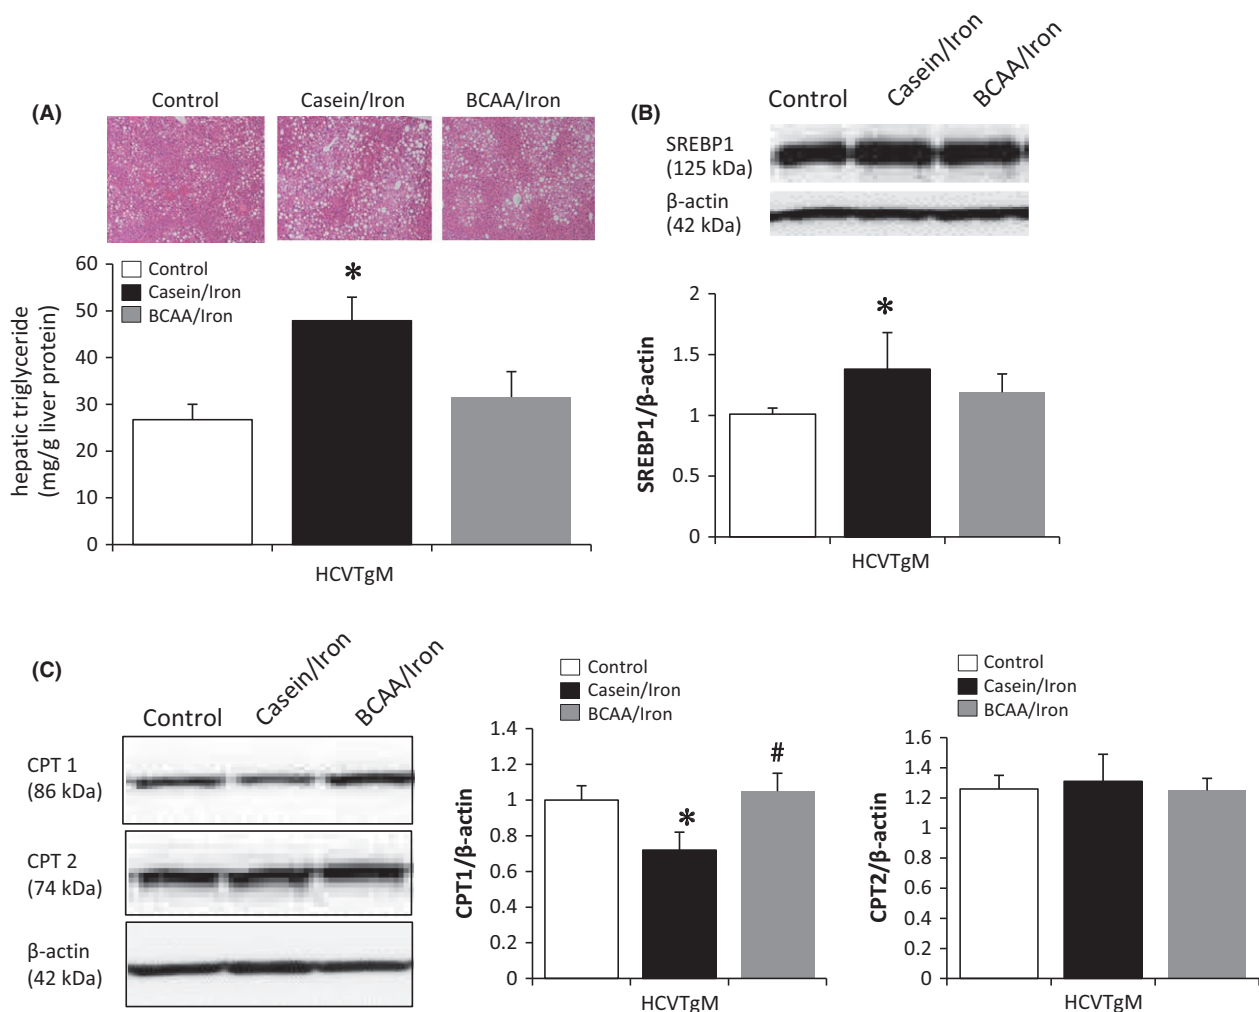 (A)
Control
Casein/Iron
BCAA/Iron
60
50
40
30
20
10
0
hepatic triglyceride
(mg/g liver protein)
Control
Casein/Iron
BCAA/Iron
*
HCVTgM
(B)
Control
Casein/Iron
BCAA/Iron
SREBP1
(125 kDa)
β-actin
(42 kDa)
2
1.5
1
0.5
0
SREBP1/β-actin
*
HCVTgM
(C)
Control
Casein/Iron
BCAA/Iron
CPT 1
(86 kDa)
CPT 2
(74 kDa)
β-actin
(42 kDa)
Control
Casein/Iron
BCAA/Iron
1.4
1.2
1
0.8
0.6
0.4
0.2
0
CPT1/β-actin
*
#
HCVTgM
Control
Casein/Iron
BCAA/Iron
1.6
1.4
1.2
1
0.8
0.6
0.4
0.2
0
CPT2/β-actin
HCVTgM